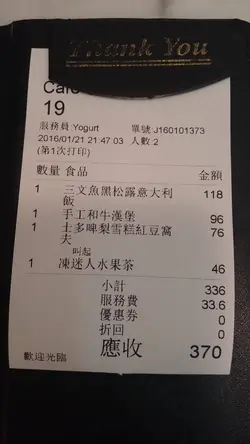 Thank You
Cafe
19
服務員 Yogurt 單號 J160101373
2016/01/21 21:47:03 人數 2
(第1次打印)
數量 食品 金額
1 三文魚黑松露意大利 118
飯
1 手工和牛漢堡 96
1 士多啤梨雪糕紅豆窩 76
夫
叫起
1 凍迷人水果茶 46
小計 336
服務費 33.6
優惠券 0
折回 0
應收 370
歡迎光臨